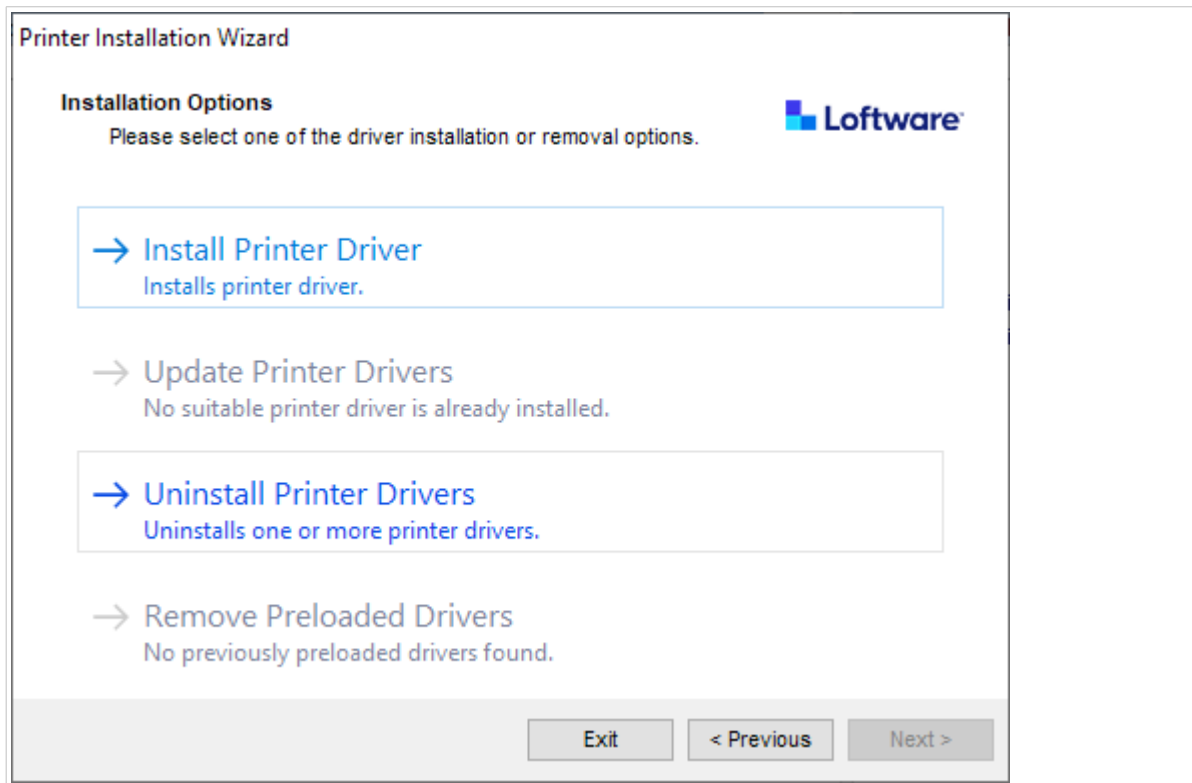 Printer Installation Wizard
Installation Options
Please select one of the driver installation or removal options.
Loftware
Install Printer Driver
Installs printer driver.
Update Printer Drivers
No suitable printer driver is already installed.
Uninstall Printer Drivers
Uninstalls one or more printer drivers.
Remove Preloaded Drivers
No previously preloaded drivers found.
Exit
< Previous
Next >